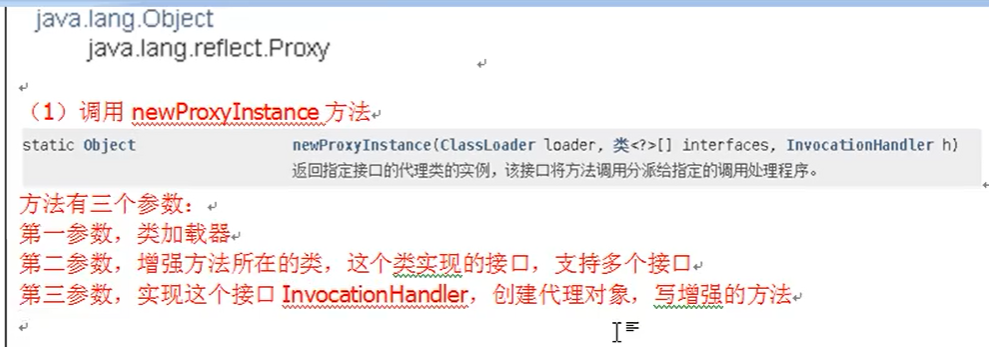 java.lang.Object
java.lang.reflect.Proxy
（1）调用 newProxyInstance 方法
static Object newProxyInstance(ClassLoader loader, 类<?>[] interfaces, InvocationHandler h)
返回指定接口的代理类的实例，该接口将方法调用分派给指定的调用处理程序。
方法有三个参数：
第一参数，类加载器
第二参数，增强方法所在的类，这个类实现的接口，支持多个接口
第三参数，实现这个接口 InvocationHandler，创建代理对象，写增强的方法